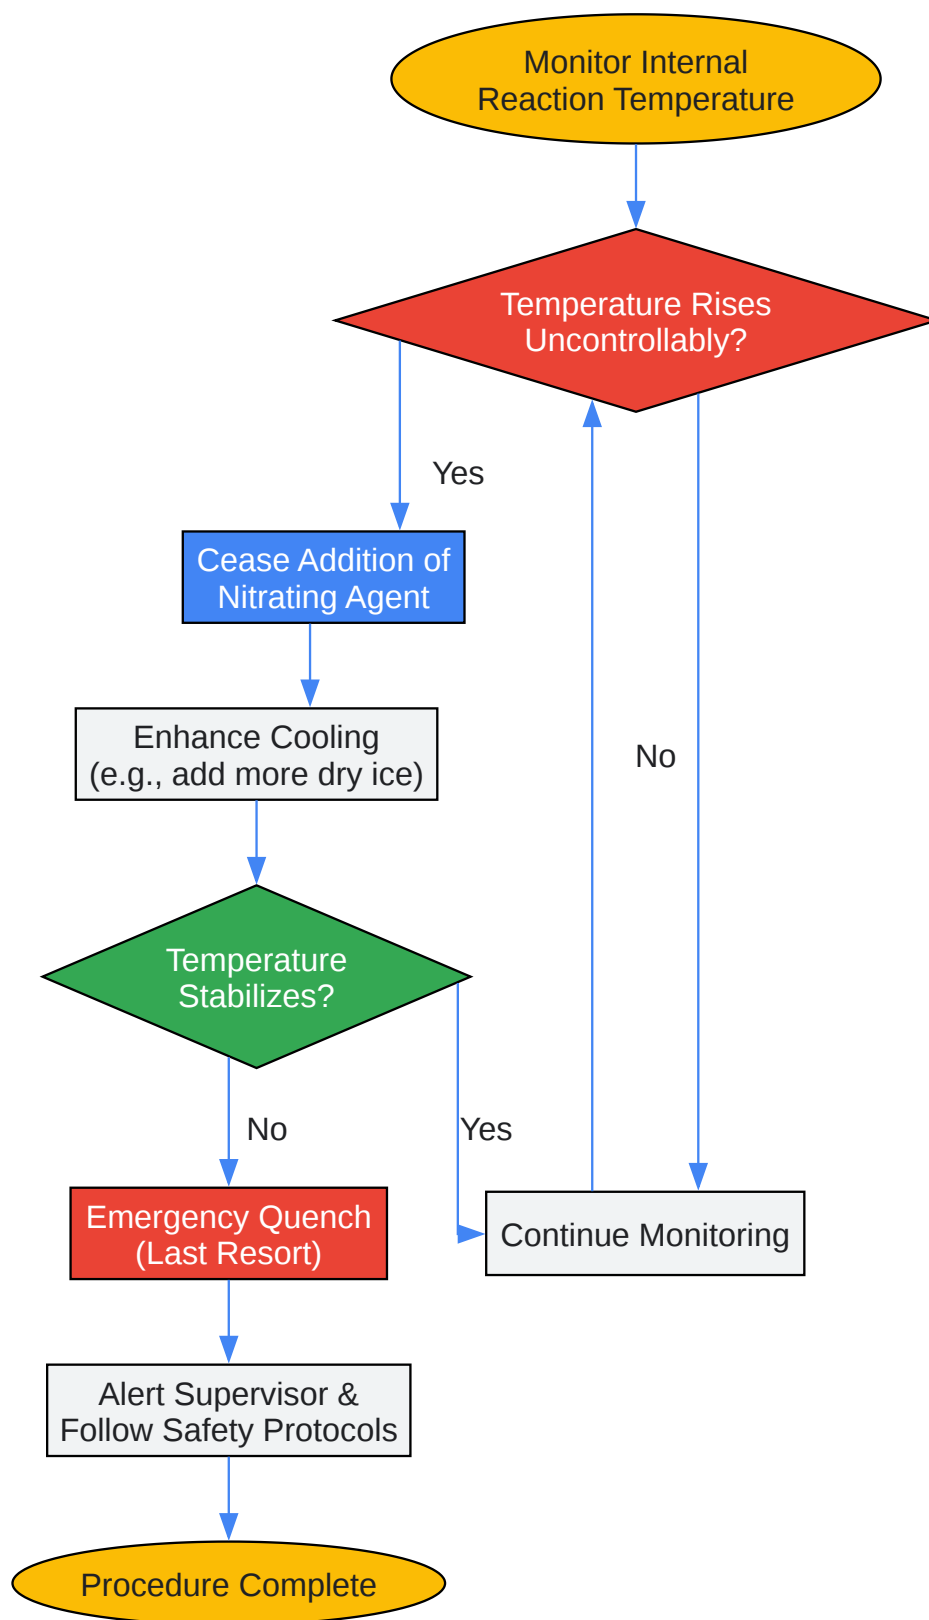 Monitor Internal
Reaction Temperature
Temperature Rises
Uncontrollably?
Yes
Cease Addition of
Nitrating Agent
Enhance Cooling
(e.g., add more dry ice)
No
Temperature
Stabilizes?
No
Yes
Emergency Quench
(Last Resort)
Continue Monitoring
Alert Supervisor &
Follow Safety Protocols
Procedure Complete